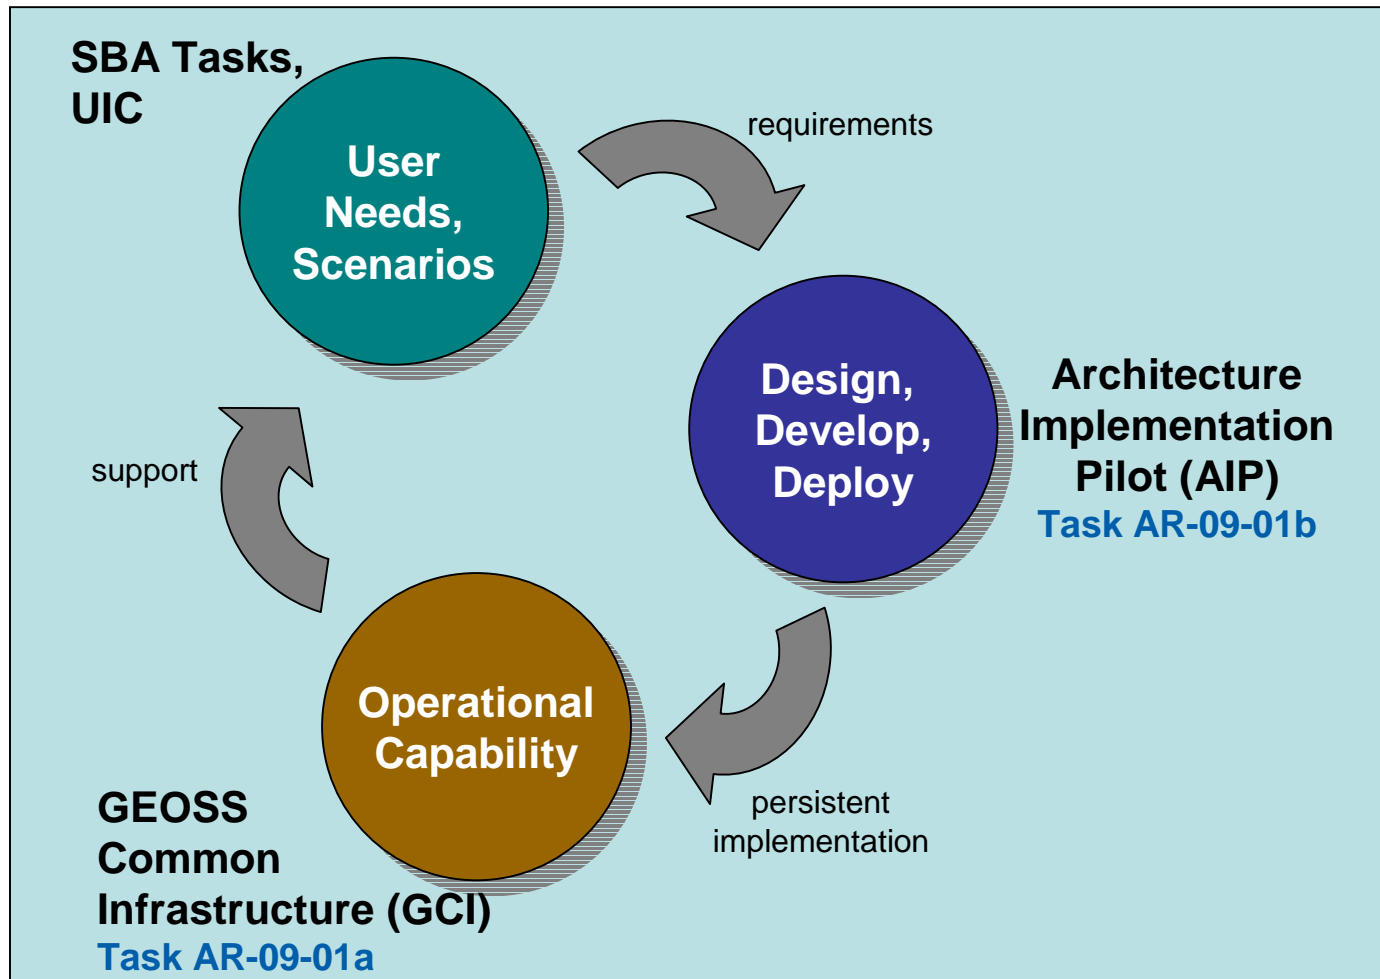 SBA Tasks,
UIC
User
Needs,
Scenarios
requirements
Design,
Develop,
Deploy
Architecture
Implementation
Pilot (AIP)
Task AR-09-01b
support
Operational
Capability
persistent
implementation
GEOSS
Common
Infrastructure (GCI)
Task AR-09-01a